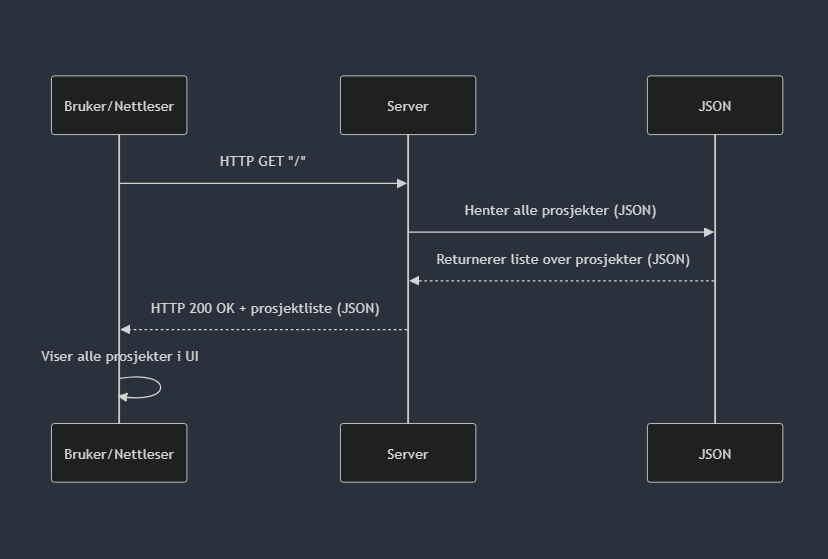 Bruker/Nettleser
Server
JSON
HTTP GET "/"
Henter alle prosjekter (JSON)
Returnerer liste over prosjekter (JSON)
HTTP 200 OK + prosjektliste (JSON)
Viser alle prosjekter i UI
Bruker/Nettleser
Server
JSON